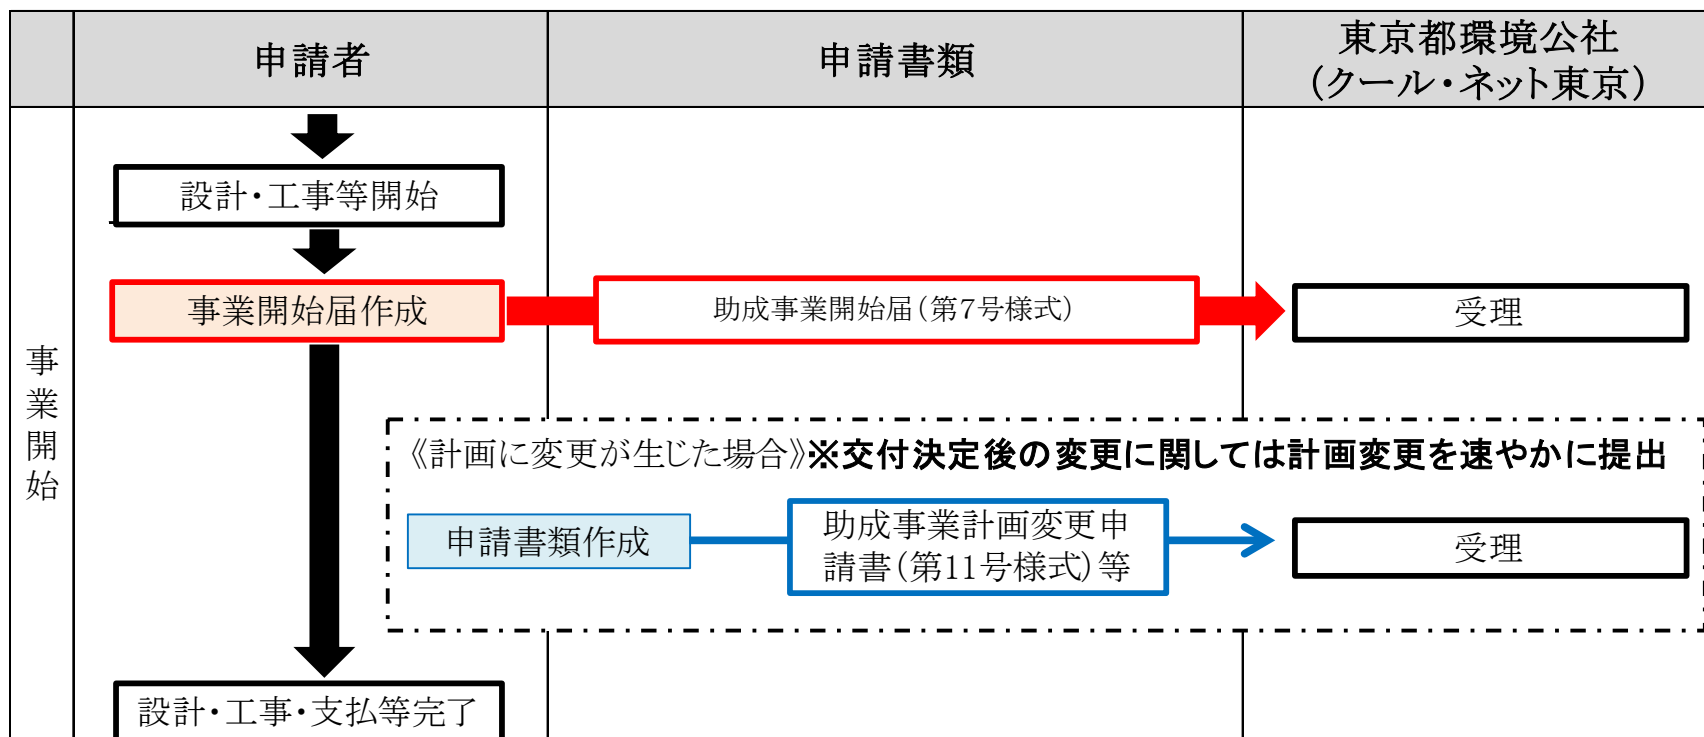 申請者
申請書類
東京都環境公社
(クール・ネット東京)
事業開始
設計・工事等開始
事業開始届作成
助成事業開始届(第7号様式)
受理
《計画に変更が生じた場合》※交付決定後の変更に関しては計画変更を速やかに提出
申請書類作成
助成事業計画変更申
請書(第11号様式)等
受理
設計・工事・支払等完了